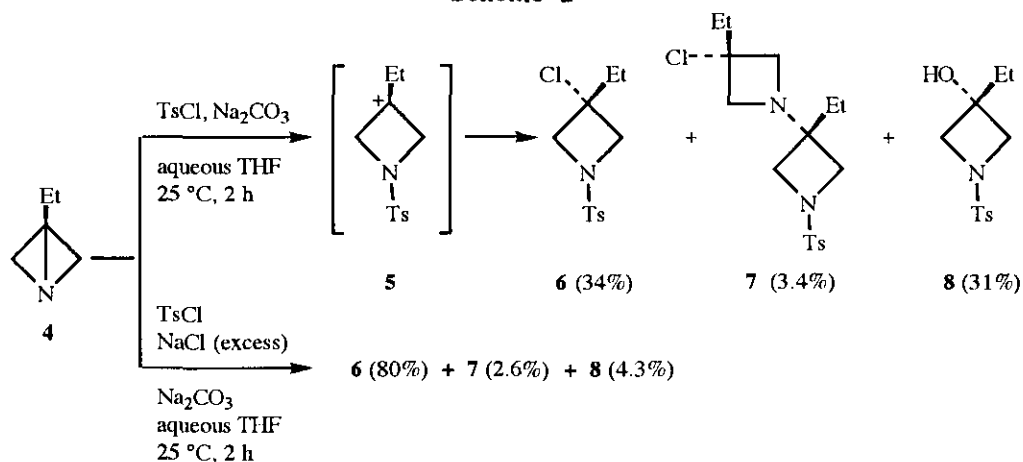 Et
Et
Cl
Et
Cl
Et
HO
Et
TsCl, Na₂CO₃
+
+
N
Et
+
aqueous THF
25 °C, 2 h
N
Ts
N
Ts
N
Ts
N
Ts
Et
N
4
5
6 (34%)
7 (3.4%)
8 (31%)
TsCl
NaCl (excess)
6 (80%) + 7 (2.6%) + 8 (4.3%)
Na₂CO₃
aqueous THF
25 °C, 2 h